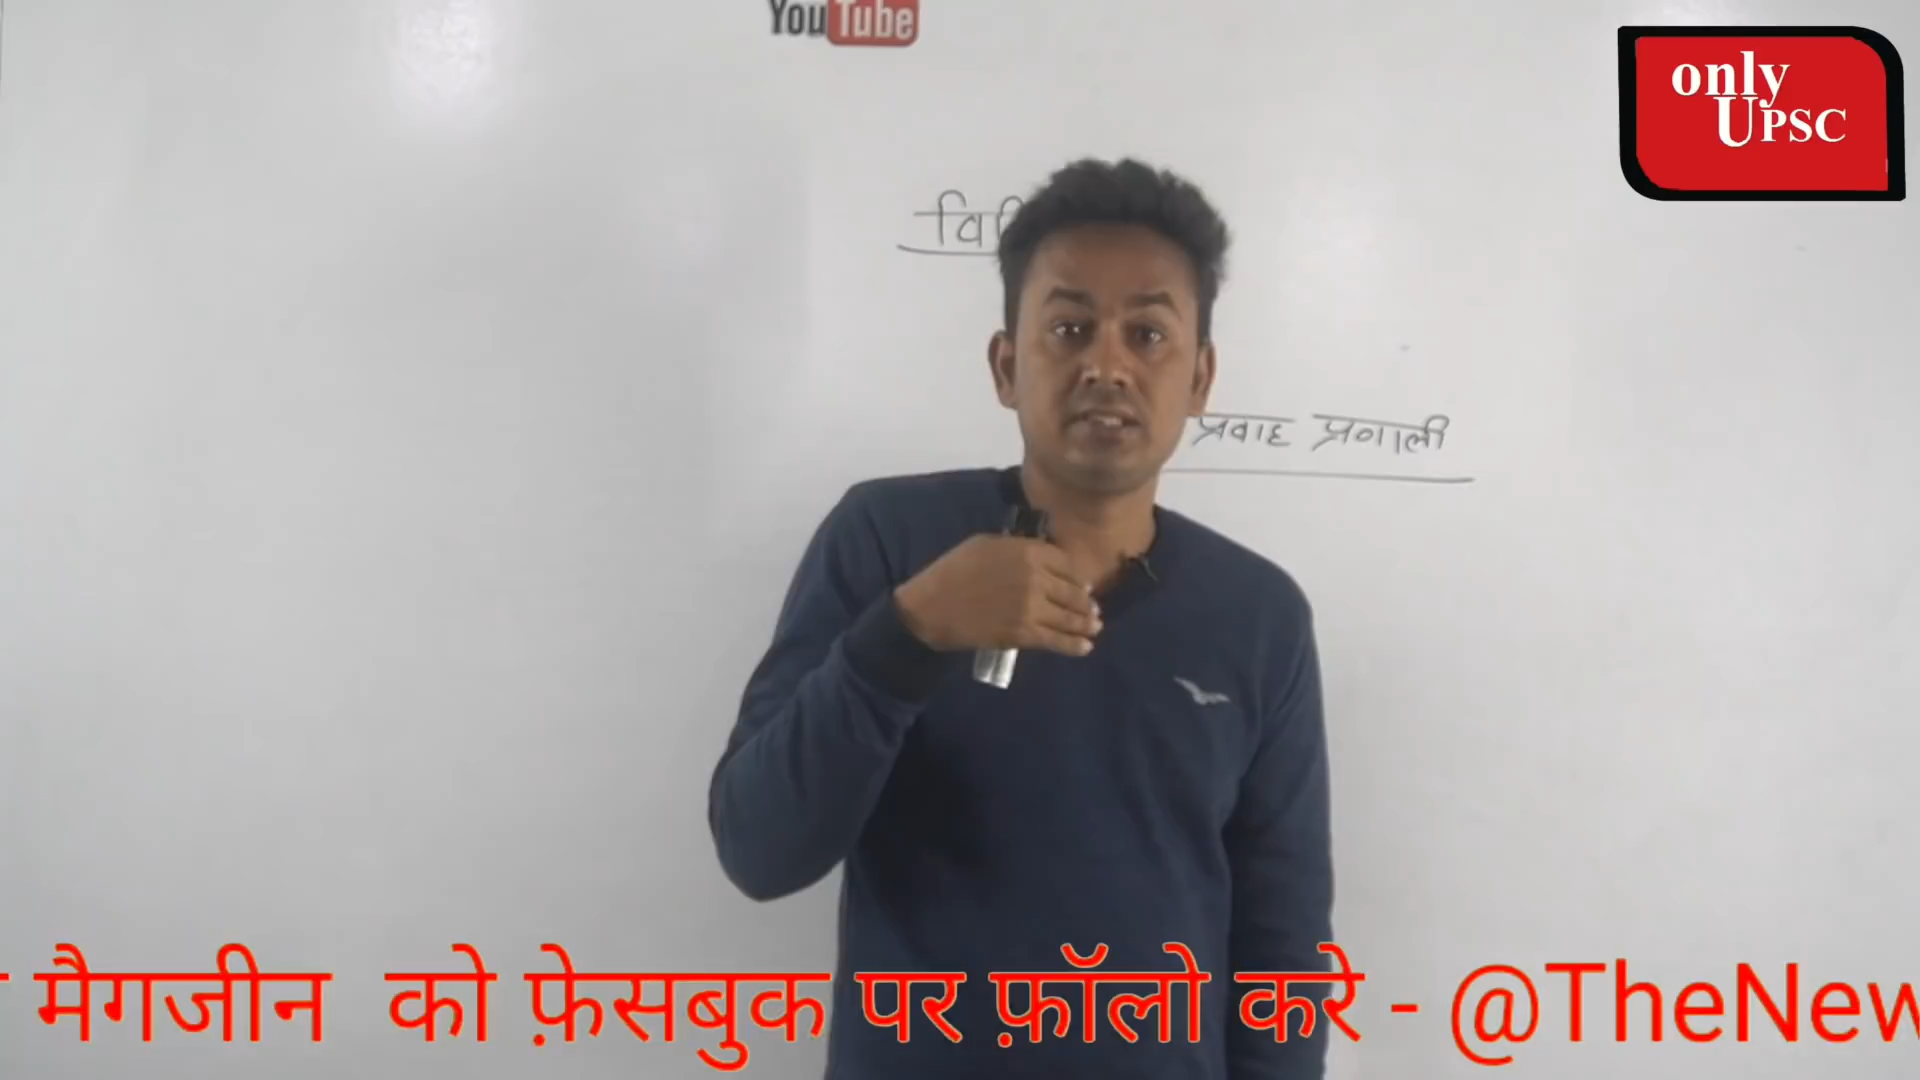 YouTube
only
UPSC
प्रवाह प्रणाली
मैगजीन को फ़ेसबुक पर फ़ॉलो करे - @TheNew